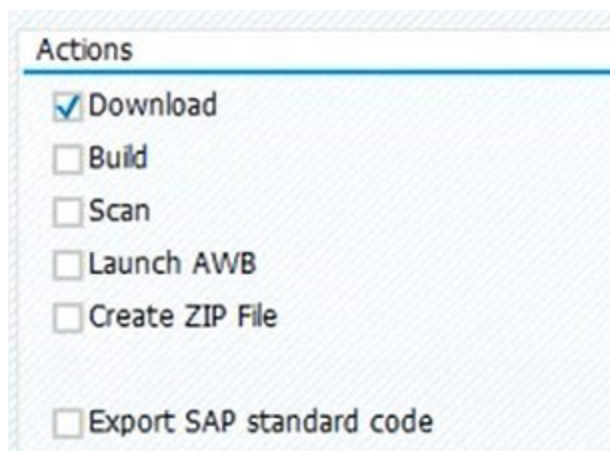 Actions
Download
Build
Scan
Launch AWB
Create ZIP File
Export SAP standard code